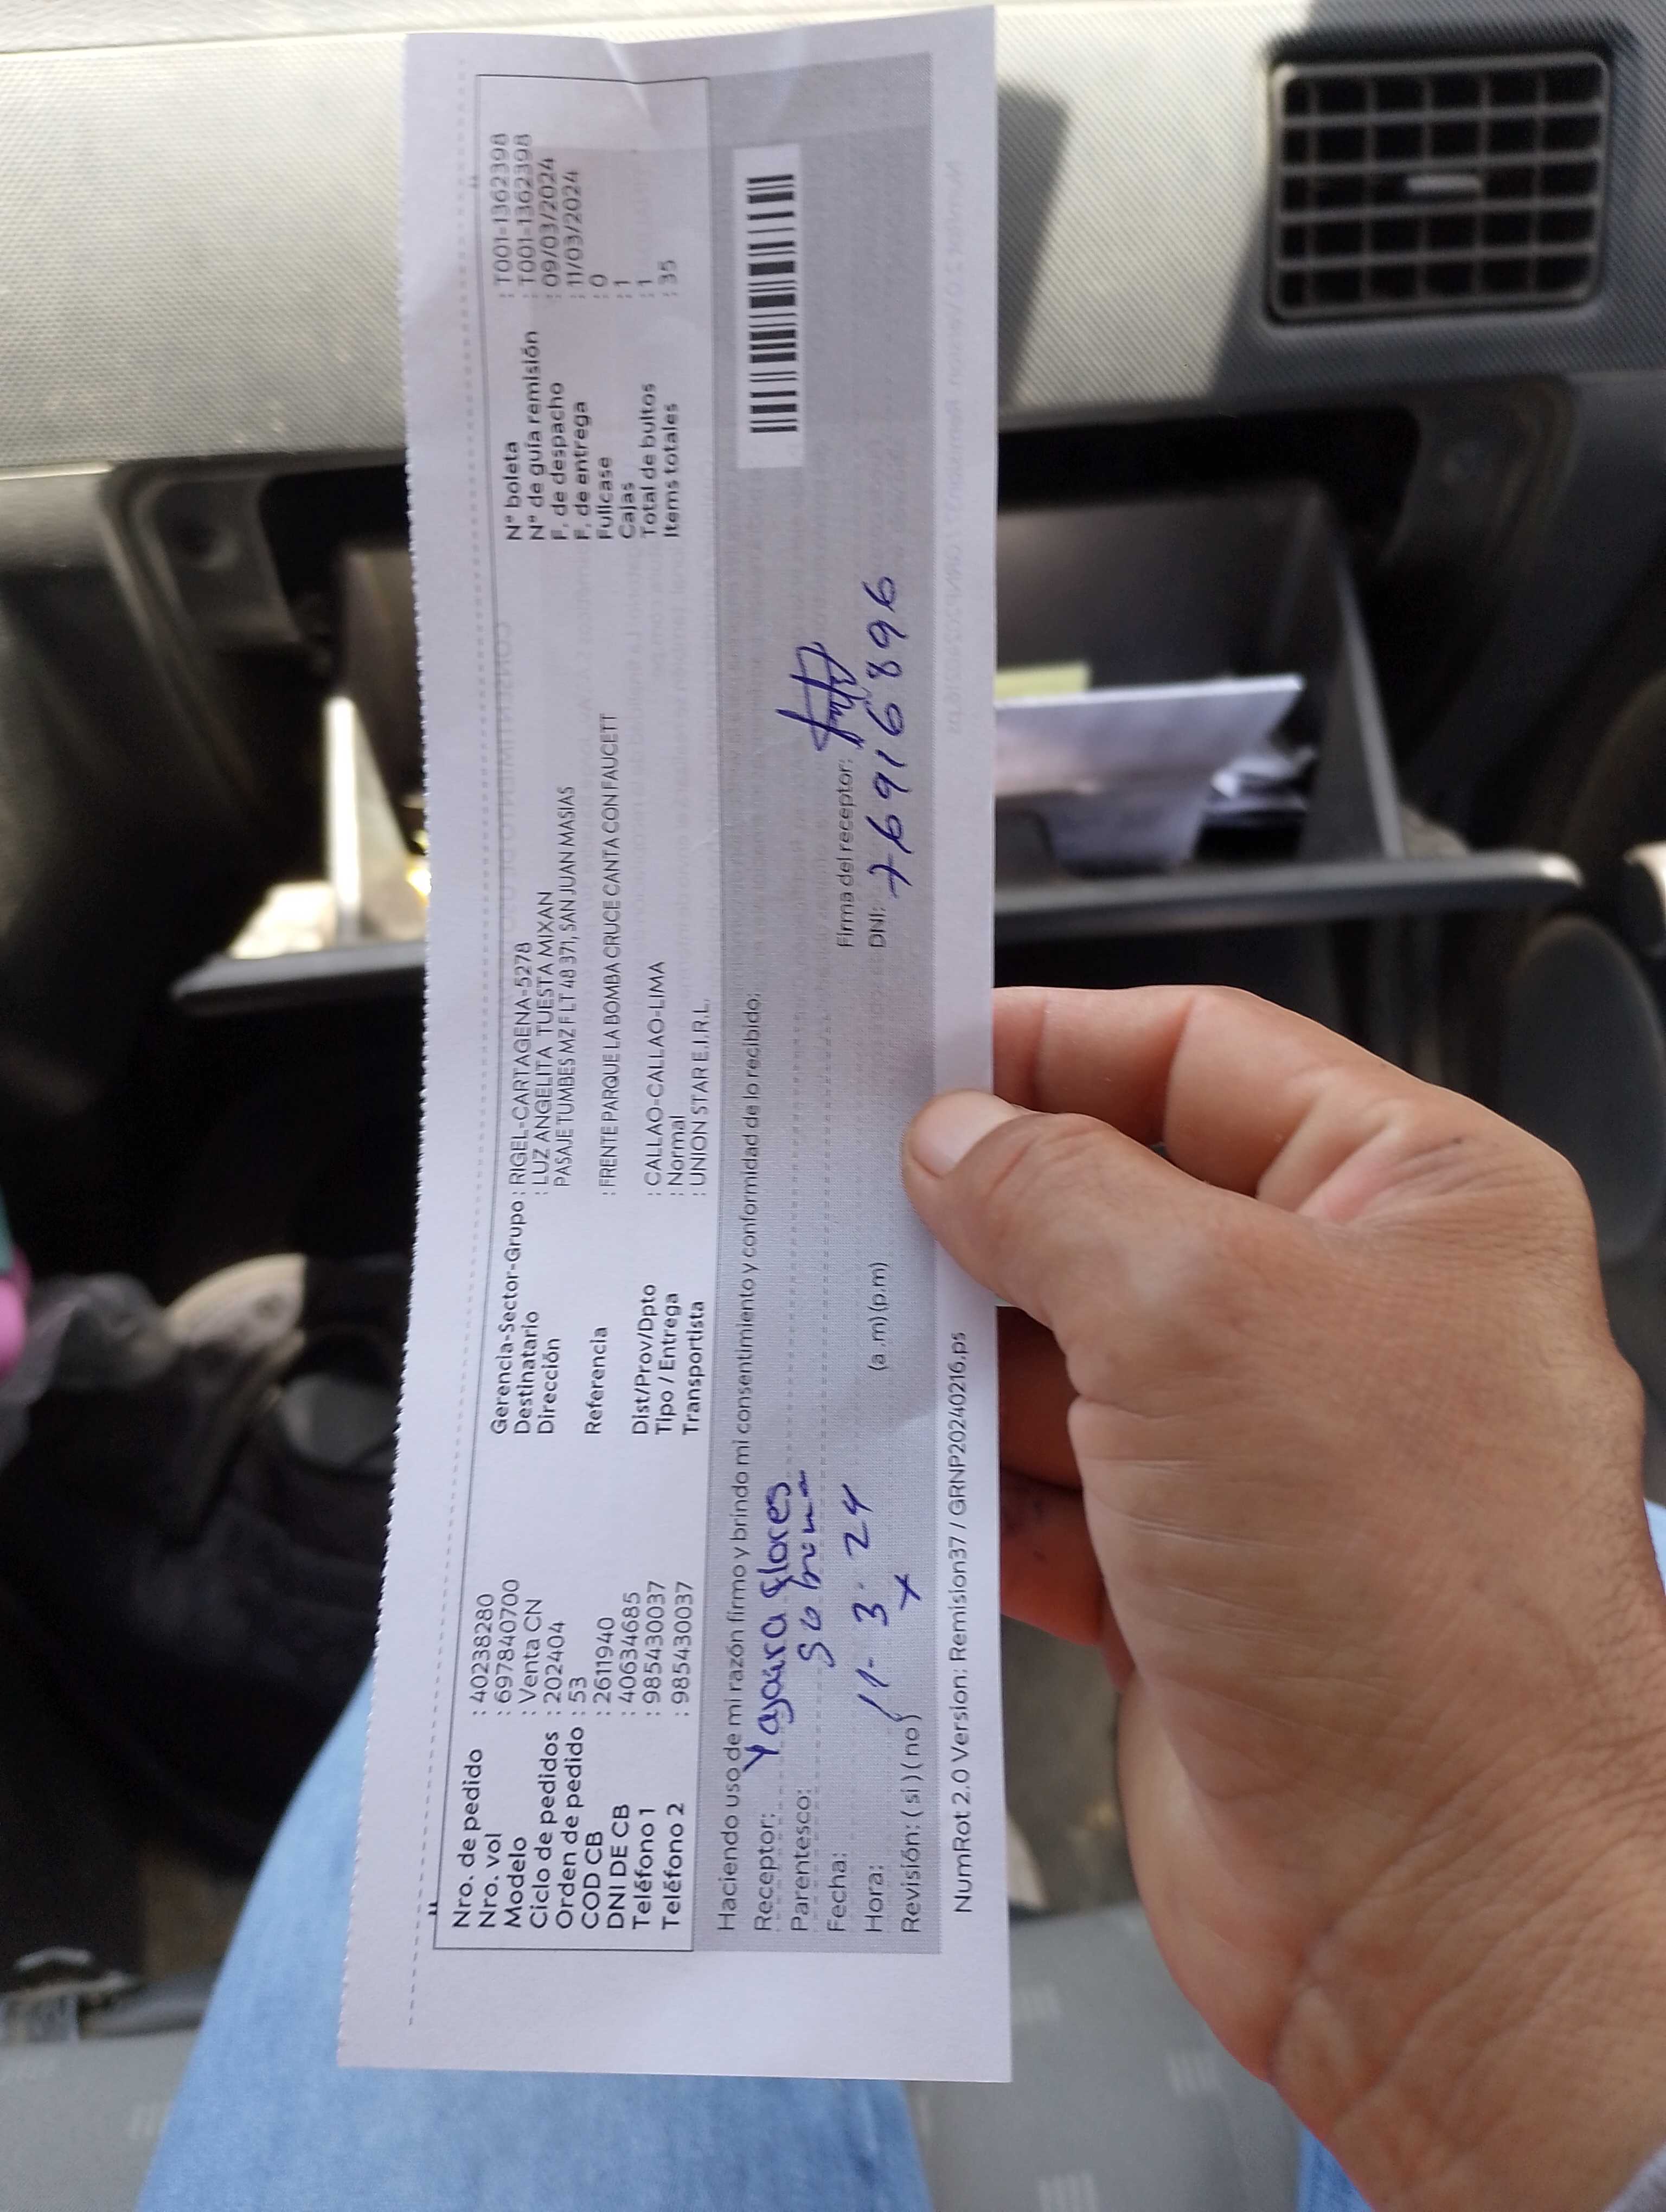 Nro. de pedido : 40238280
Nro. vol : 697840700
Modelo : Venta CN
Ciclo de pedidos : 202404
Orden de pedido : 53
COD CB : 2611940
DNI DE CB : 40634685
Teléfono 1 : 985430037
Teléfono 2 : 985430037
Gerencia-Sector-Grupo : RIGEL-CARTAGENA-5278
Destinatario : LUZ ANGELITA TUESTA MIXAN
Dirección PASAJE TUMBES MZ F LT 48 371, SAN JUAN MASIAS
Referencia : FRENTE PARQUE LA BOMBA CRUCE CANTA CON FAUCETT
Dist/Prov/Dpto : CALLAO-CALLAO-LIMA
Tipo / Entrega : Normal
Transportista : UNION STAR E.I.R.L.
N° boleta : T001-1362398
N° de guía remisión : T001-1362398
F. de despacho : 09/03/2024
F. de entrega : 11/03/2024
Fullcase : 0
Cajas : 1
Total de bultos : 1
Items totales : 35
Haciendo uso de mi razón firmo y brindo mi consentimiento y conformidad de lo recibido;
Receptor: Yajaira flores
Parentesco: sobrina
Fecha: 11- 3- 24
Hora: (a.m) (p.m)
Revisión: ( si ) ( no ) x
Firma del receptor:
DNI: 76916896
NumRot 2.0 Version: Remision37 / GRNP20240216.ps